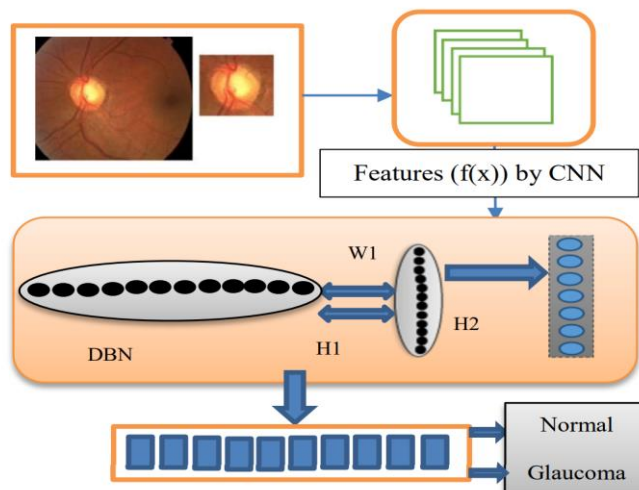 Features (f(x)) by CNN
W1
DBN
H1
H2
Normal
Glaucoma